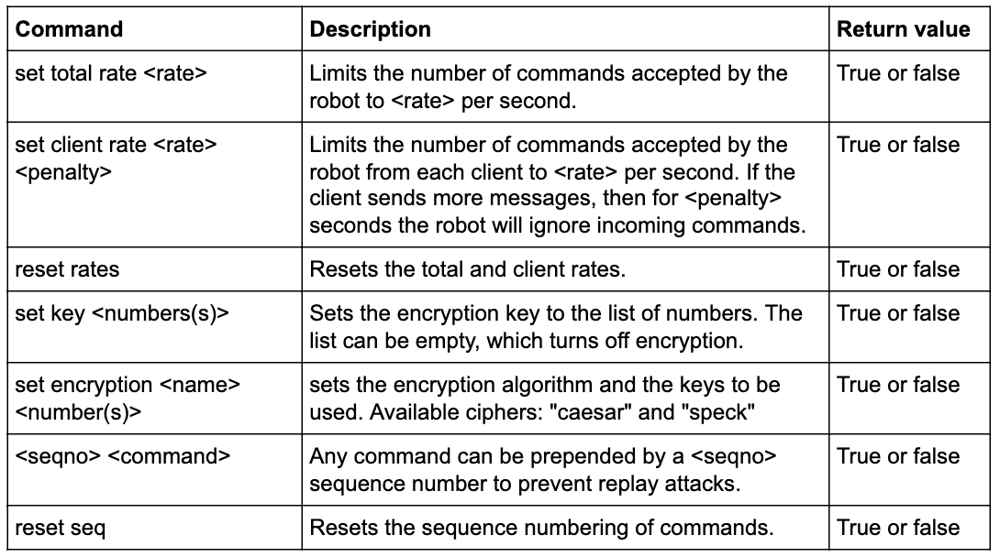 Command Description Return value
set total rate <rate> Limits the number of commands accepted by the True or false
robot to <rate> per second.
set client rate <rate> Limits the number of commands accepted by the True or false
<penalty> robot from each client to <rate> per second. If the
client sends more messages, then for <penalty>
seconds the robot will ignore incoming commands.
reset rates Resets the total and client rates. True or false
set key <numbers(s)> Sets the encryption key to the list of numbers. The True or false
list can be empty, which turns off encryption.
set encryption <name> sets the encryption algorithm and the keys to be True or false
<number(s)> used. Available ciphers: "caesar" and "speck"
<seqno> <command> Any command can be prepended by a <seqno> True or false
sequence number to prevent replay attacks.
reset seq Resets the sequence numbering of commands. True or false